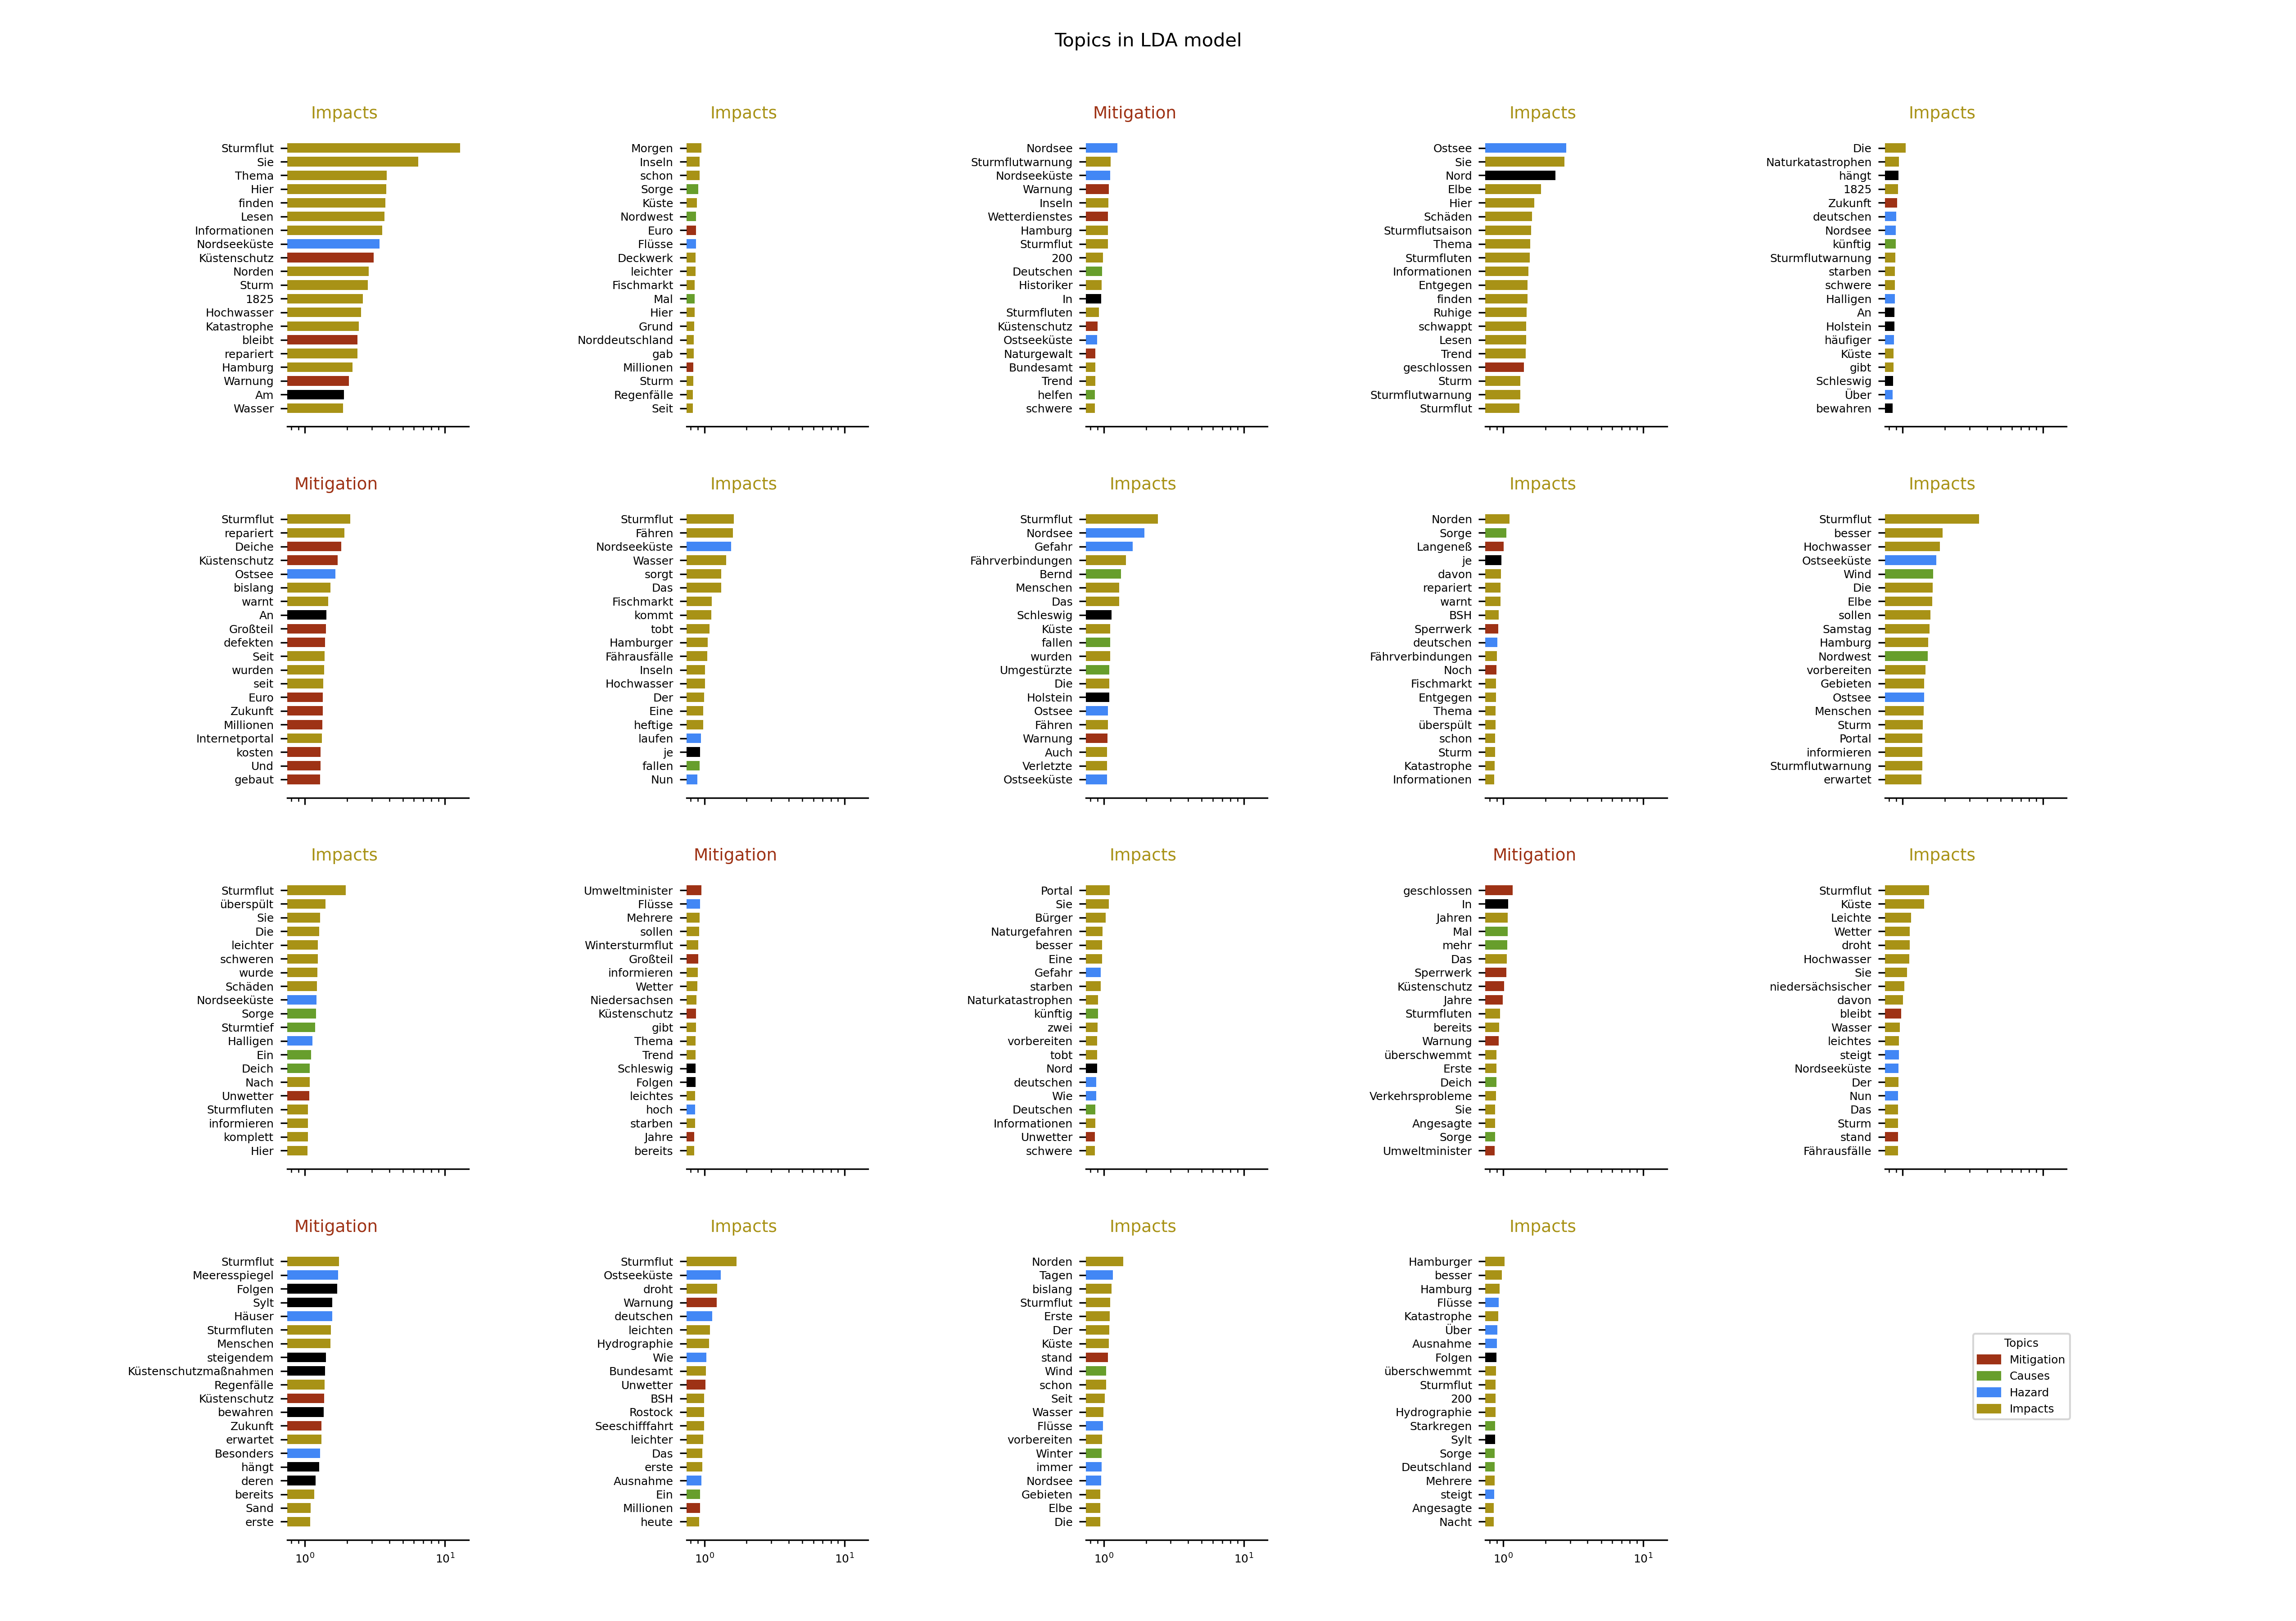 Topics in LDA model
Impacts
Sturmflut
Sie
Thema
Hier
finden
Lesen
Informationen
Nordseeküste
Küstenschutz
Norden
Sturm
1825
Hochwasser
Katastrophe
bleibt
repariert
Hamburg
Warnung
Am
Wasser
Impacts
Morgen
Inseln
schon
Sorge
Küste
Nordwest
Euro
Flüsse
Deckwerk
leichter
Fischmarkt
Mal
Hier
Grund
Norddeutschland
gab
Millionen
Sturm
Regenfälle
Seit
Mitigation
Nordsee
Sturmflutwarnung
Nordseeküste
Warnung
Inseln
Wetterdienstes
Hamburg
Sturmflut
200
Deutschen
Historiker
In
Sturmfluten
Küstenschutz
Ostseeküste
Naturgewalt
Bundesamt
Trend
helfen
schwere
Impacts
Ostsee
Sie
Nord
Elbe
Hier
Schäden
Sturmflutsaison
Thema
Sturmfluten
Informationen
Entgegen
finden
Ruhige
schwappt
Lesen
Trend
geschlossen
Sturm
Sturmflutwarnung
Sturmflut
Impacts
Die
Naturkatastrophen
hängt
1825
Zukunft
deutschen
Nordsee
künftig
Sturmflutwarnung
starben
schwere
Halligen
An
Holstein
häufiger
Küste
gibt
Schleswig
Über
bewahren
Mitigation
Sturmflut
repariert
Deiche
Küstenschutz
Ostsee
bislang
warnt
An
Großteil
defekten
Seit
wurden
seit
Euro
Zukunft
Millionen
Internetportal
kosten
Und
gebaut
Impacts
Sturmflut
Fähren
Nordseeküste
Wasser
sorgt
Das
Fischmarkt
kommt
tobt
Hamburger
Fährausfälle
Inseln
Hochwasser
Der
Eine
heftige
laufen
je
fallen
Nun
Impacts
Sturmflut
Nordsee
Gefahr
Fährverbindungen
Bernd
Menschen
Das
Schleswig
Küste
fallen
wurden
Umgestürzte
Die
Holstein
Ostsee
Fähren
Warnung
Auch
Verletzte
Ostseeküste
Impacts
Norden
Sorge
Langeneß
je
davon
repariert
warnt
BSH
Sperrwerk
deutschen
Fährverbindungen
Noch
Fischmarkt
Entgegen
Thema
überspült
schon
Sturm
Katastrophe
Informationen
Impacts
Sturmflut
besser
Hochwasser
Ostseeküste
Wind
Die
Elbe
sollen
Samstag
Hamburg
Nordwest
vorbereiten
Gebieten
Ostsee
Menschen
Sturm
Portal
informieren
Sturmflutwarnung
erwartet
Impacts
Sturmflut
überspült
Sie
Die
leichter
schweren
wurde
Schäden
Nordseeküste
Sorge
Sturmtief
Halligen
Ein
Deich
Nach
Unwetter
Sturmfluten
informieren
komplett
Hier
Mitigation
Umweltminister
Flüsse
Mehrere
sollen
Wintersturmflut
Großteil
informieren
Wetter
Niedersachsen
Küstenschutz
gibt
Thema
Trend
Schleswig
Folgen
leichtes
hoch
starben
Jahre
bereits
Impacts
Portal
Sie
Bürger
Naturgefahren
besser
Eine
Gefahr
starben
Naturkatastrophen
künftig
zwei
vorbereiten
tobt
Nord
deutschen
Wie
Deutschen
Informationen
Unwetter
schwere
Mitigation
geschlossen
In
Jahren
Mal
mehr
Das
Sperrwerk
Küstenschutz
Jahre
Sturmfluten
bereits
Warnung
überschwemmt
Erste
Deich
Verkehrsprobleme
Sie
Angesagte
Sorge
Umweltminister
Impacts
Sturmflut
Küste
Leichte
Wetter
droht
Hochwasser
Sie
niedersächsischer
davon
bleibt
Wasser
leichtes
steigt
Nordseeküste
Der
Nun
Das
Sturm
stand
Fährausfälle
Mitigation
Sturmflut
Meeresspiegel
Folgen
Sylt
Häuser
Sturmfluten
Menschen
steigendem
Küstenschutzmaßnahmen
Regenfälle
Küstenschutz
bewahren
Zukunft
erwartet
Besonders
hängt
deren
bereits
Sand
erste
10⁰ 10¹
Impacts
Sturmflut
Ostseeküste
droht
Warnung
deutschen
leichten
Hydrographie
Wie
Bundesamt
Unwetter
BSH
Rostock
Seeschifffahrt
leichter
Das
erste
Ausnahme
Ein
Millionen
heute
10⁰ 10¹
Impacts
Norden
Tagen
bislang
Sturmflut
Erste
Der
Küste
stand
Wind
schon
Seit
Wasser
Flüsse
vorbereiten
Winter
immer
Nordsee
Gebieten
Elbe
Die
10⁰ 10¹
Impacts
Hamburger
besser
Hamburg
Flüsse
Katastrophe
Über
Ausnahme
Folgen
überschwemmt
Sturmflut
200
Hydrographie
Starkregen
Sylt
Sorge
Deutschland
Mehrere
steigt
Angesagte
Nacht
10⁰ 10¹
Topics
Mitigation
Causes
Hazard
Impacts